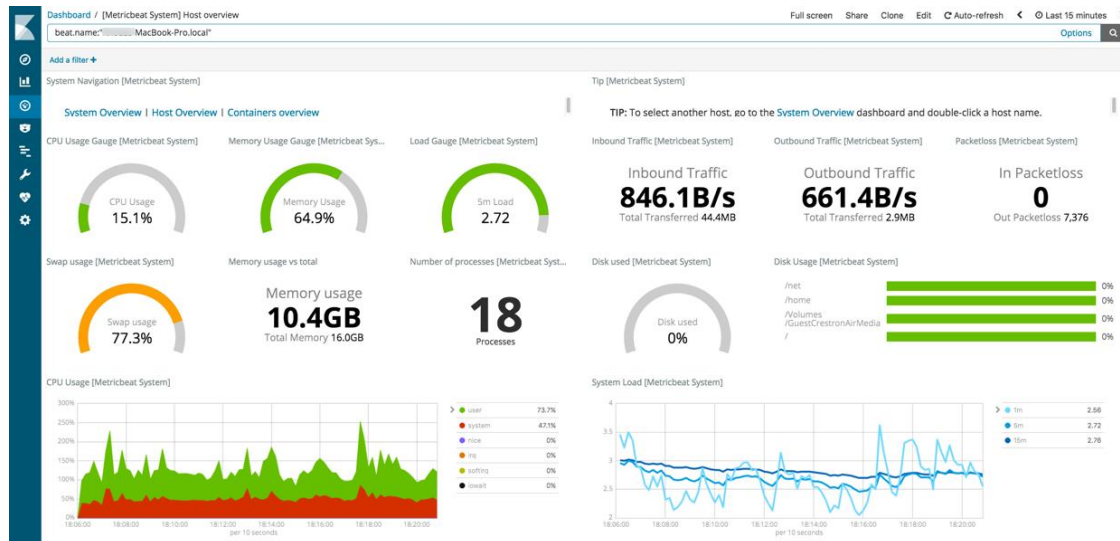 Dashboard / [Metricbeat System] Host overview
Full screen Share Clone Edit Auto-refresh Last 15 minutes
beat.name:" MacBook-Pro.local"
Options
Add a filter +
System Navigation [Metricbeat System]
Tip [Metricbeat System]
System Overview | Host Overview | Containers overview
TIP: To select another host, go to the System Overview dashboard and double-click a host name.
CPU Usage Gauge [Metricbeat System]
Memory Usage Gauge [Metricbeat Sys...
Load Gauge [Metricbeat System]
Inbound Traffic [Metricbeat System]
Outbound Traffic [Metricbeat System]
Packetloss [Metricbeat System]
CPU Usage
15.1%
Memory Usage
64.9%
5m Load
2.72
Inbound Traffic
846.1B/s
Total Transferred 44.4MB
Outbound Traffic
661.4B/s
Total Transferred 2.9MB
In Packetloss
0
Out Packetloss 7,376
Swap usage [Metricbeat System]
Memory usage vs total
Number of processes [Metricbeat Syst...
Disk used [Metricbeat System]
Disk Usage [Metricbeat System]
Swap usage
77.3%
Memory usage
10.4GB
Total Memory 16.0GB
18
Processes
Disk used
0%
/net 0%
/home 0%
/Volumes
/GuestCrestronAirMedia 0%
/ 0%
CPU Usage [Metricbeat System]
System Load [Metricbeat System]
300%
250%
200%
150%
100%
50%
0%
18:06:00 18:08:00 18:10:00 18:12:00 18:14:00 18:16:00 18:18:00 18:20:00
per 10 seconds
user 73.7%
system 47.1%
nice 0%
irq 0%
softirq 0%
iowait 0%
4
3.5
3
2.5
2
18:06:00 18:08:00 18:10:00 18:12:00 18:14:00 18:16:00 18:18:00 18:20:00
per 10 seconds
1m 2.56
5m 2.72
15m 2.76